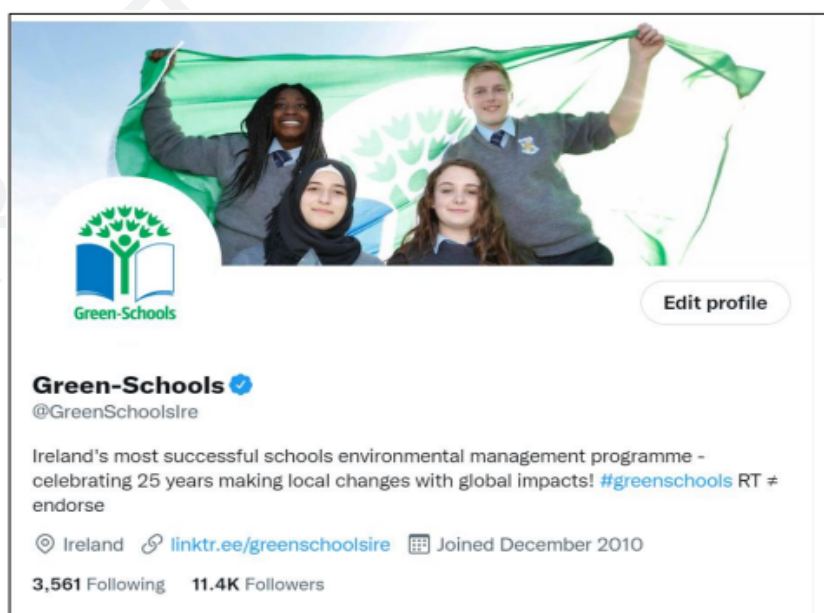 Green-Schools
Edit profile
Green-Schools
@GreenSchoolsIre
Ireland's most successful schools environmental management programme -
celebrating 25 years making local changes with global impacts! #greenschools RT ≠
endorse
Ireland linktr.ee/greenschoolsire Joined December 2010
3,561 Following 11.4K Followers